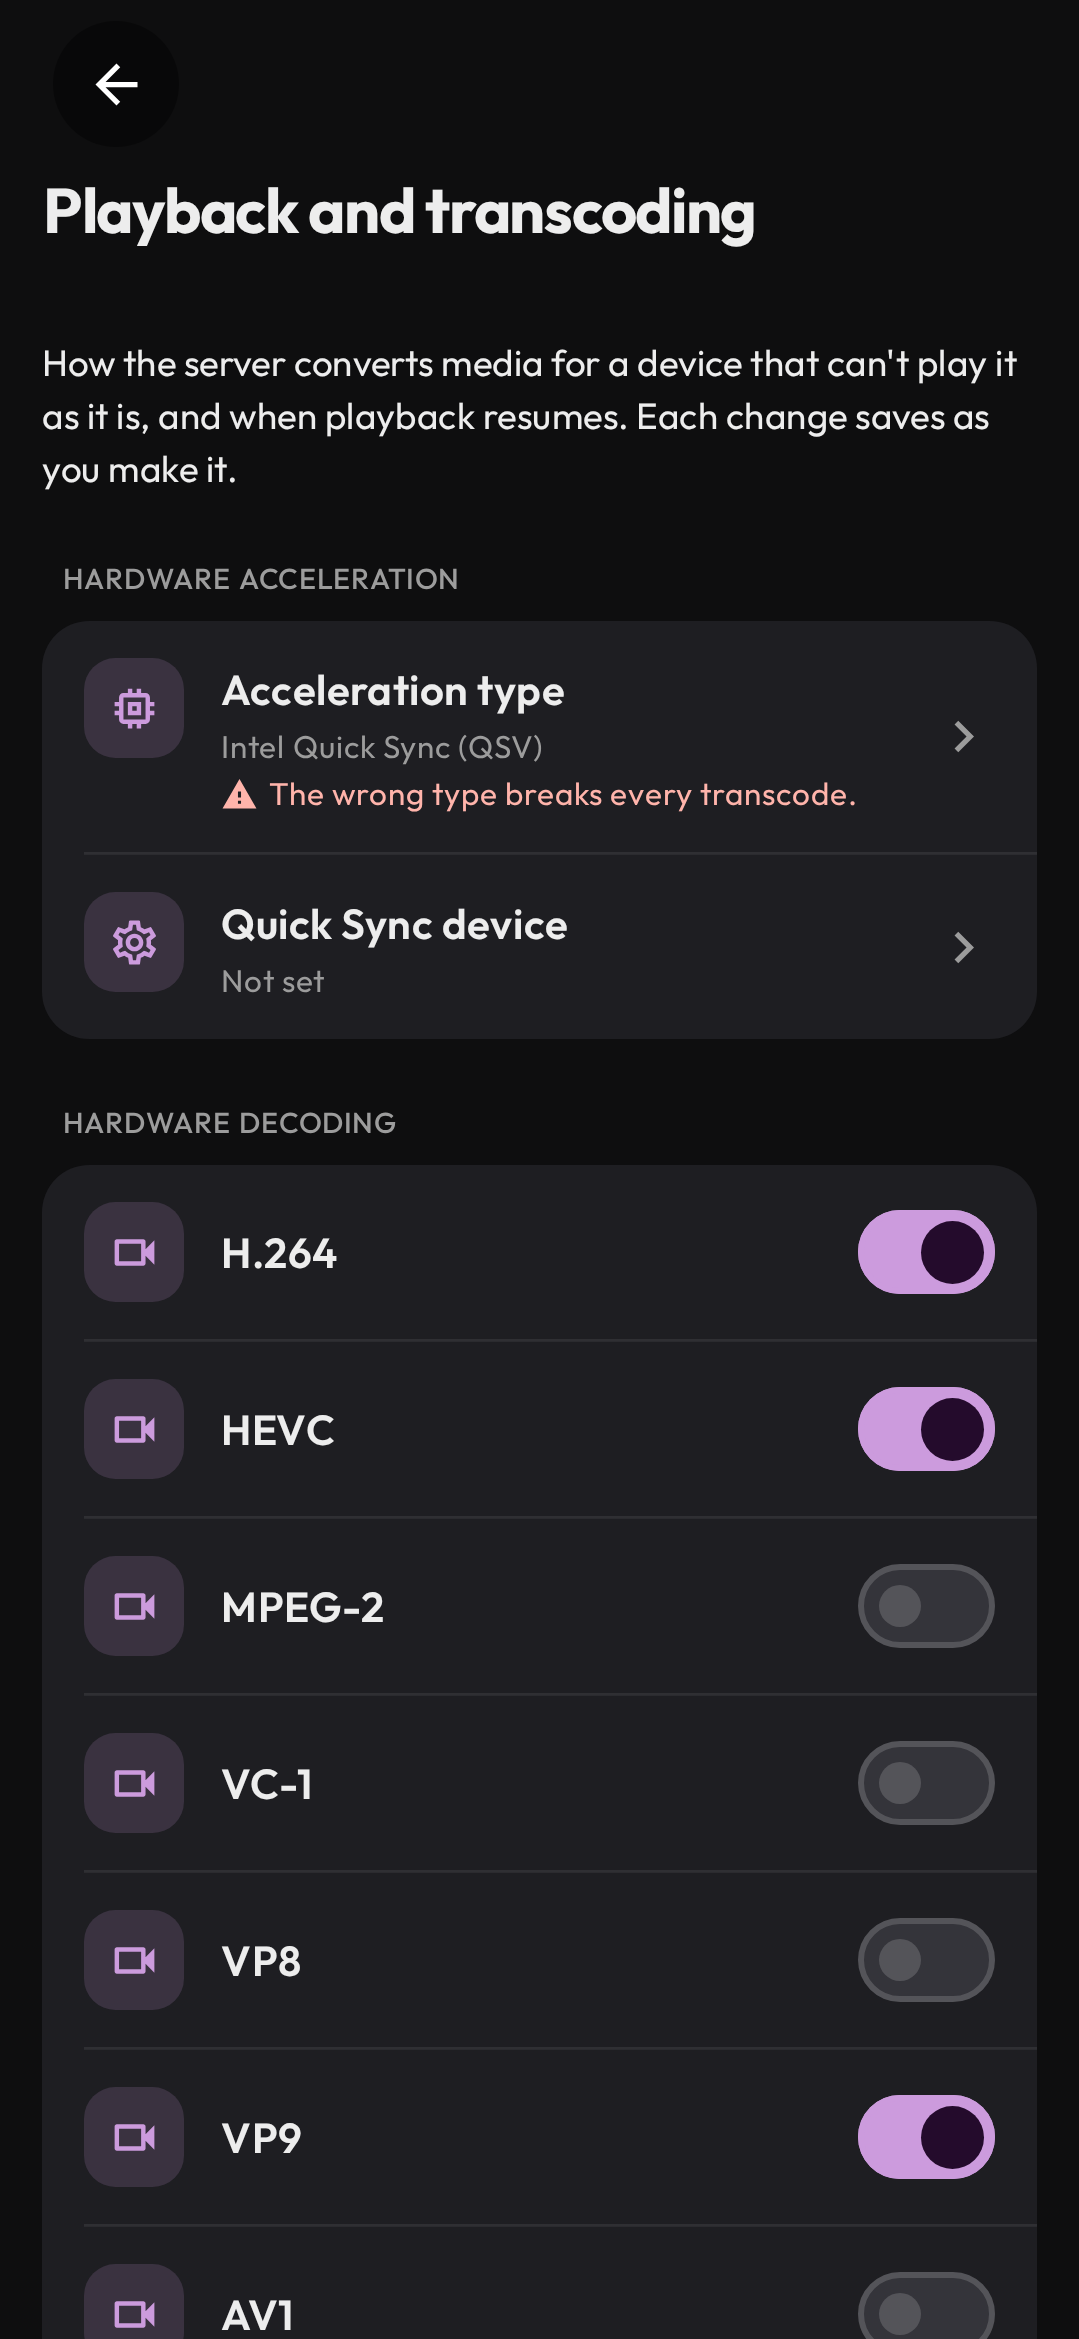 Playback and transcoding
How the server converts media for a device that can't play it
as it is, and when playback resumes. Each change saves as
you make it.
HARDWARE ACCELERATION
Acceleration type
Intel Quick Sync (QSV)
The wrong type breaks every transcode.
Quick Sync device
Not set
HARDWARE DECODING
H.264
HEVC
MPEG-2
VC-1
VP8
VP9
AV1